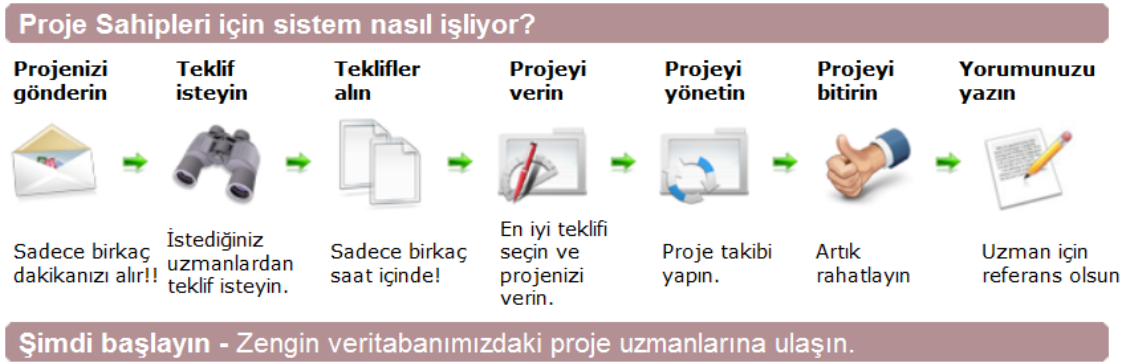 Proje Sahipleri için sistem nasıl işliyor?
Projenizi
gönderin
Teklif
isteyin
Teklifler
alın
Projeyi
verin
Projeyi
yönetin
Projeyi
bitirin
Yorumunuzu
yazın
Sadece birkaç
dakikanızı alır!!
İstediğiniz
uzmanlardan
teklif isteyin.
Sadece birkaç
saat içinde!
En iyi teklifi
seçin ve
projenizi
verin.
Proje takibi
yapın.
Artık
rahatlayın
Uzman için
referans olsun
Şimdi başlayın - Zengin veritabanımızdaki proje uzmanlarına ulaşın.